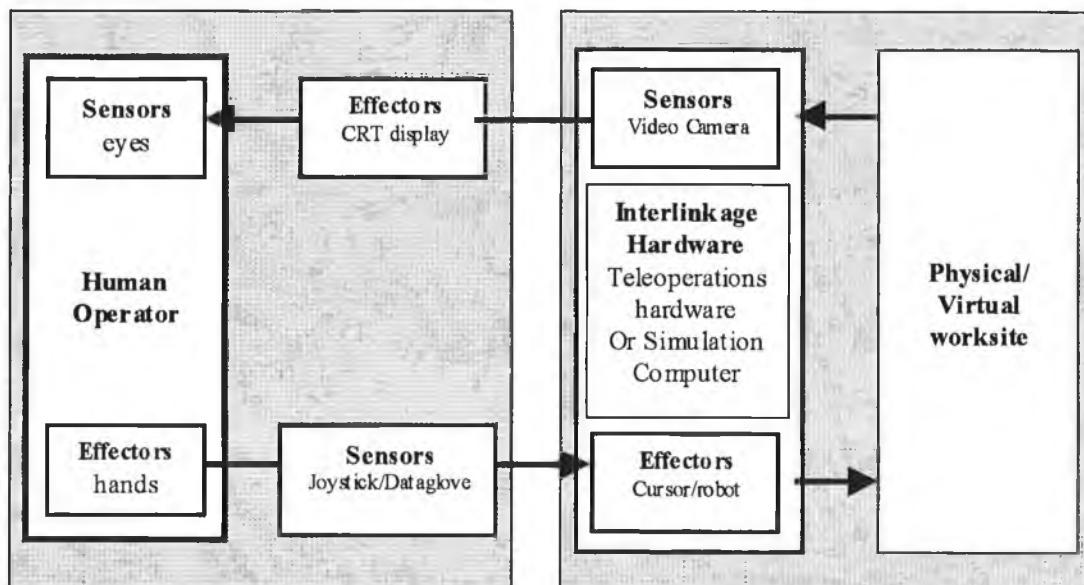 Sensors
eyes
Human
Operator
Effectors
hands
Effectors
CRT display
Sensors
Joystick/Dataglove
Sensors
Video Camera
Interlinkage
Hardware
Teleoperations
hardware
Or Simulation
Computer
Effectors
Cursor/robot
Physical/
Virtual
worksite